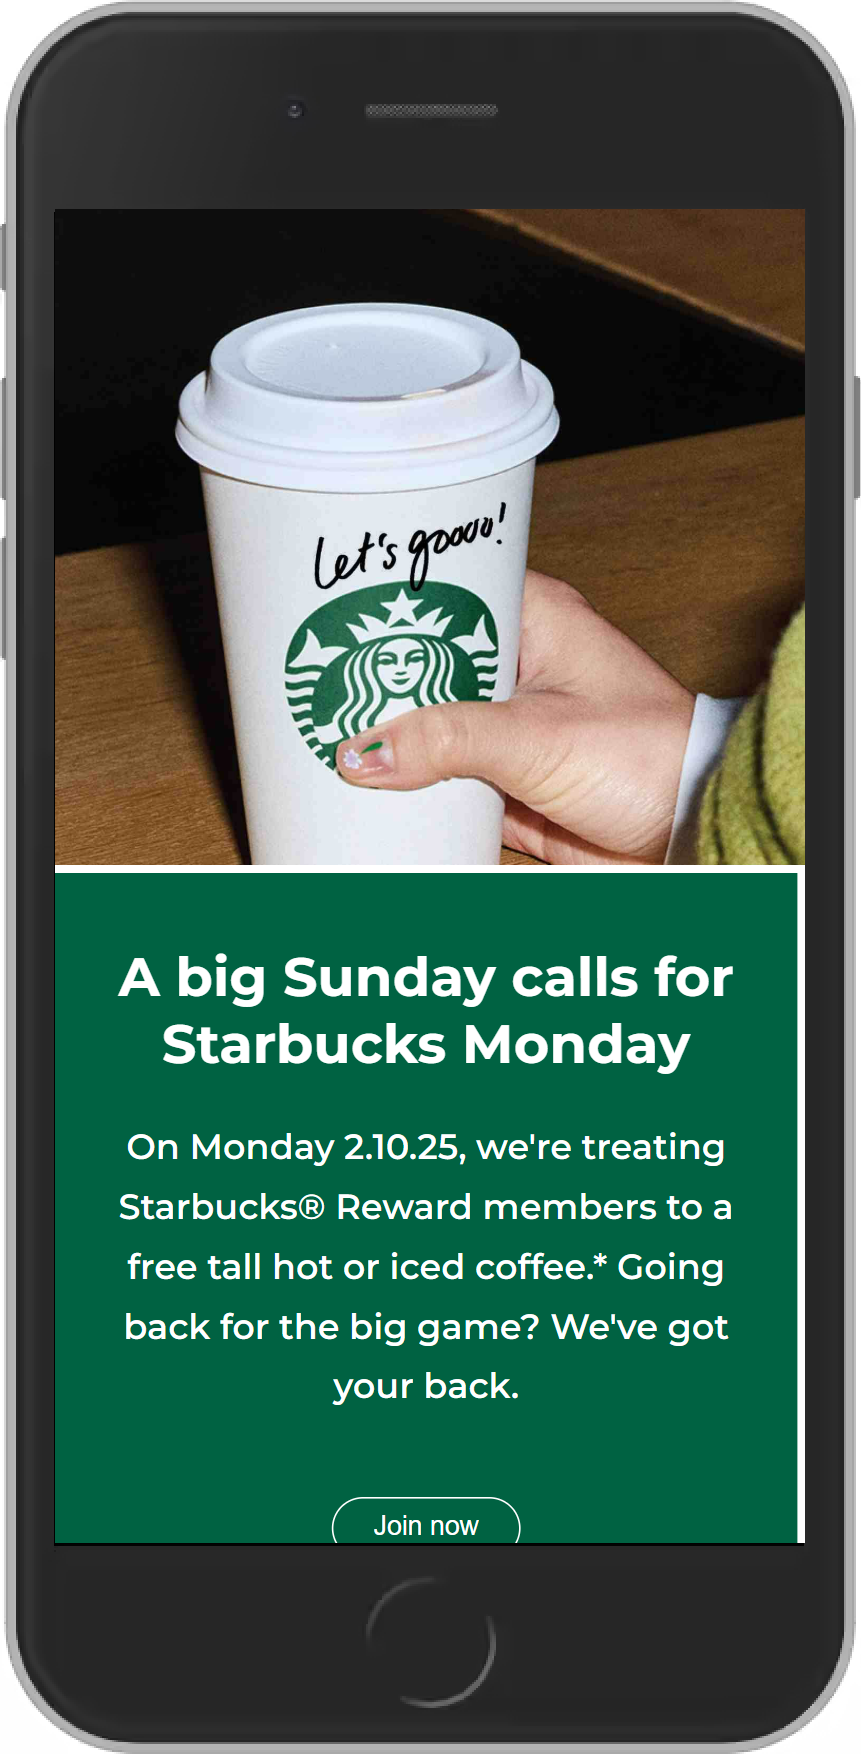 Let's goooo!
A big Sunday calls for
Starbucks Monday
On Monday 2.10.25, we're treating
Starbucks® Reward members to a
free tall hot or iced coffee.* Going
back for the big game? We've got
your back.
Join now